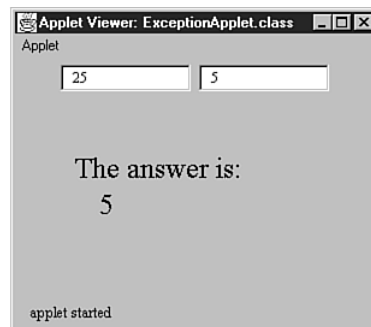 Applet Viewer: ExceptionApplet.class
Applet
25 5
The answer is:
5
applet started